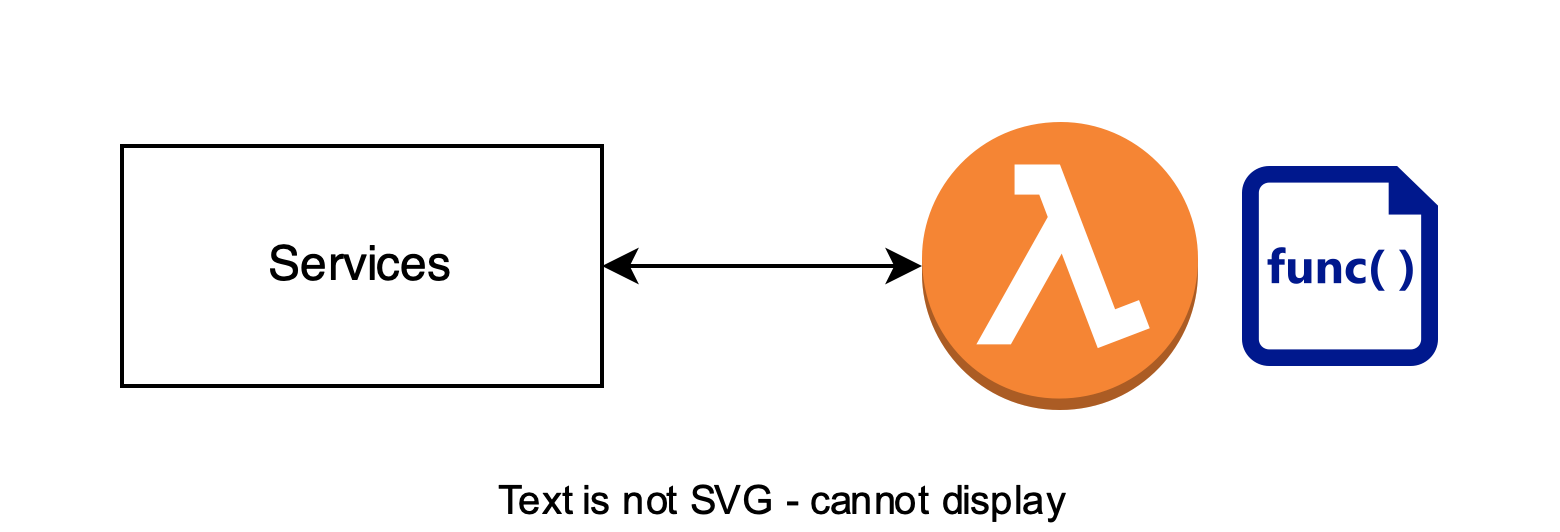 Services
λ
func( )
Text is not SVG - cannot display